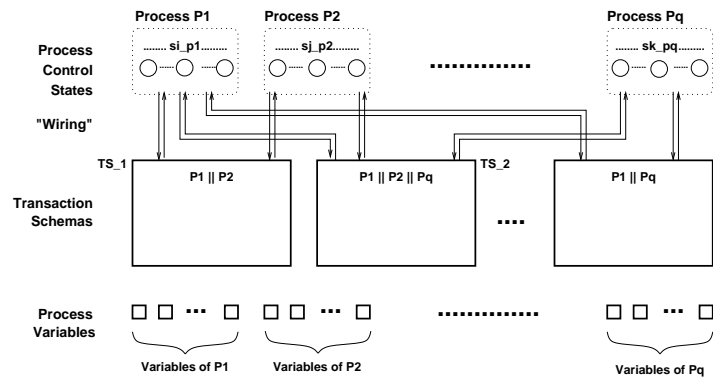 Process P1 Process P2 Process Pq
Process
Control
States
........ si_p1.........
........ sj_p2.........
........ sk_pq.........
"Wiring"
TS_1
P1 || P2
P1 || P2 || Pq
TS_2
P1 || Pq
Transaction
Schemas
Process
Variables
Variables of P1
Variables of P2
Variables of Pq